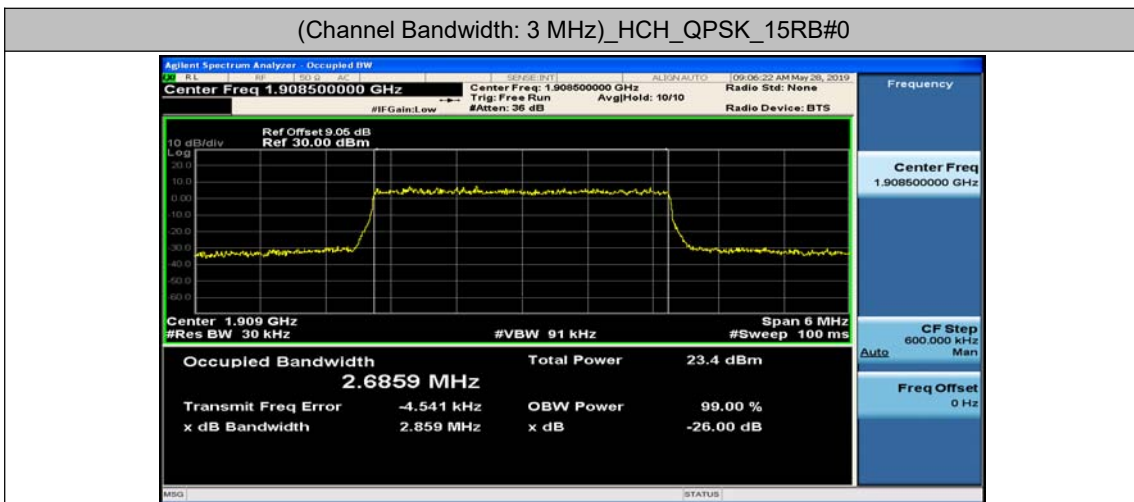 (Channel Bandwidth: 3 MHz)_HCH_QPSK_15RB#0
Agilent Spectrum Analyzer - Occupied BW
RL RF 50 Ω AC SENSE:INT ALIGN AUTO 09:06:22 AM May 28, 2019
Center Freq 1.908500000 GHz
Center Freq: 1.908500000 GHz
Radio Std: None
Trig: Free Run Avg|Hold: 10/10
#IFGain:Low #Atten: 36 dB Radio Device: BTS
Ref Offset 9.05 dB
10 dB/div Ref 30.00 dBm
Log
20.0
10.0
0.00
-10.0
-20.0
-30.0
-40.0
-50.0
-60.0
Center 1.909 GHz Span 6 MHz
#Res BW 30 kHz #VBW 91 kHz #Sweep 100 ms
Occupied Bandwidth Total Power 23.4 dBm
2.6859 MHz
Transmit Freq Error -4.541 kHz OBW Power 99.00 %
x dB Bandwidth 2.859 MHz x dB -26.00 dB
MSG STATUS
Frequency
Center Freq
1.908500000 GHz
CF Step
600.000 kHz
Auto Man
Freq Offset
0 Hz